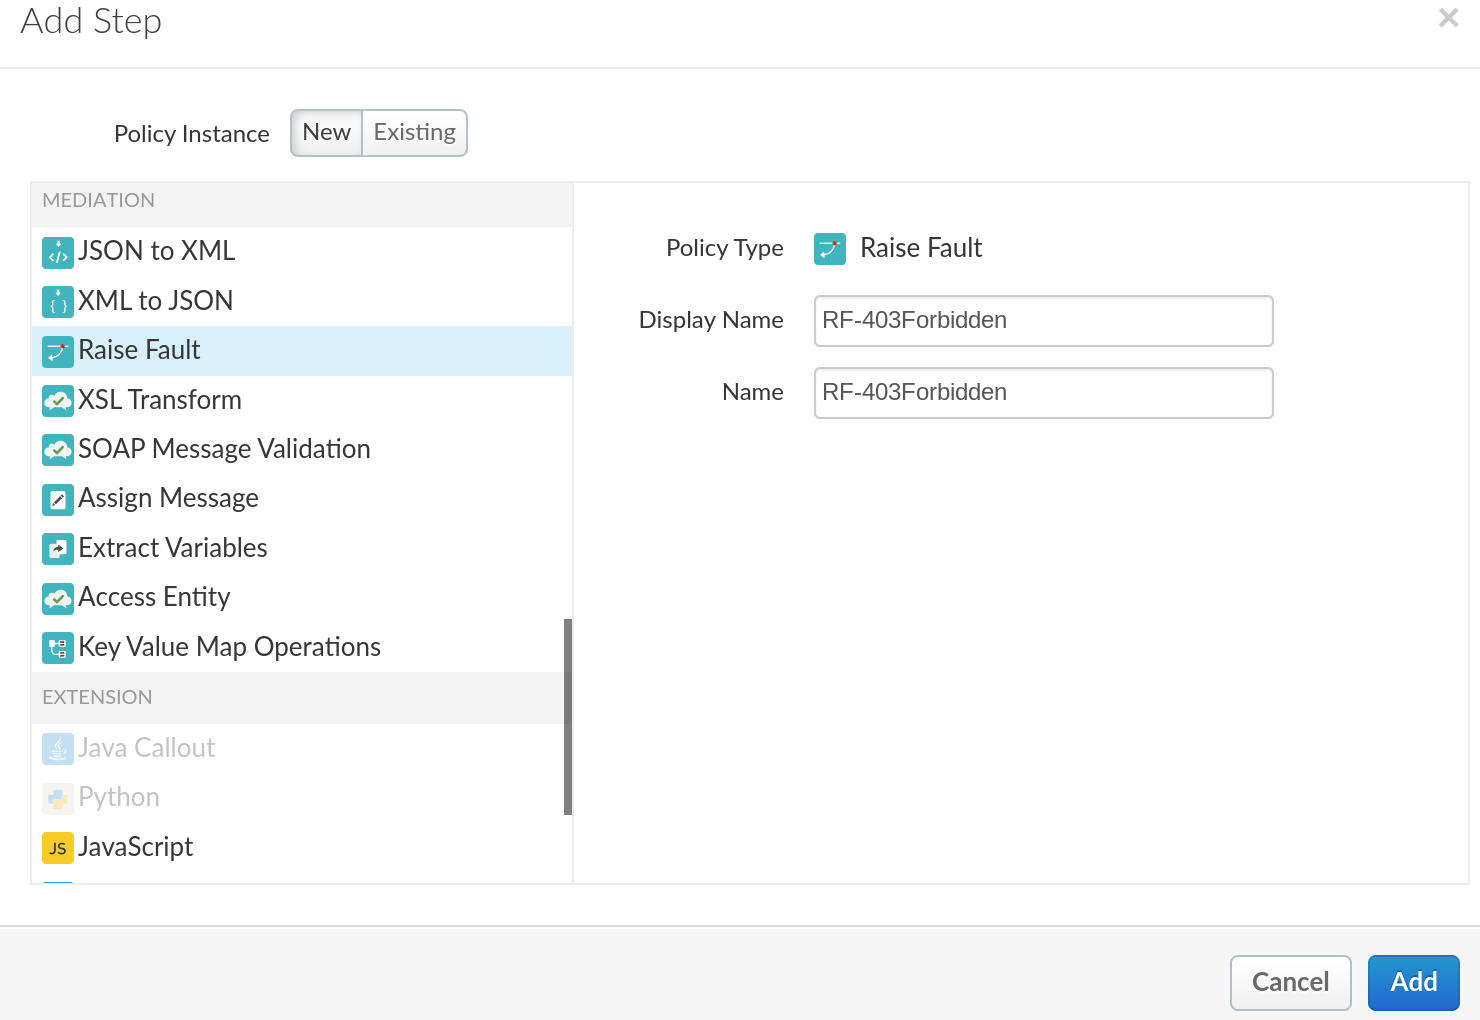 Add Step
×
Policy Instance
New Existing
MEDIATION
</> JSON to XML
{ } XML to JSON
Raise Fault
XSL Transform
SOAP Message Validation
Assign Message
Extract Variables
Access Entity
Key Value Map Operations
EXTENSION
Java Callout
Python
JS JavaScript
Policy Type Raise Fault
Display Name RF-403Forbidden
Name RF-403Forbidden
Cancel Add